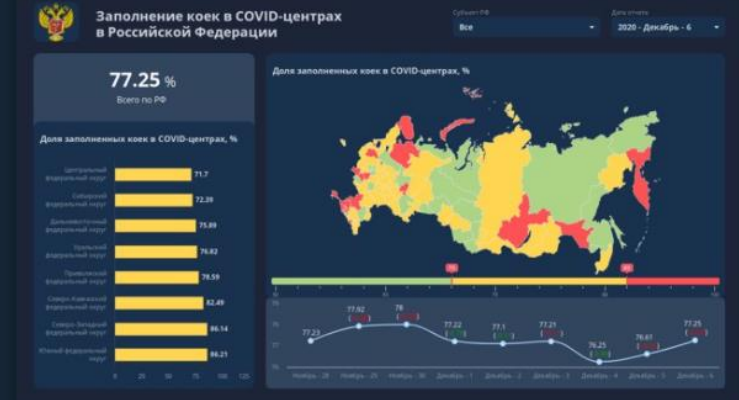 Заполнение коек в COVID-центрах
в Российской Федерации
Субъект РФ
Все
Дата отчета
2020 - Декабрь - 6
77.25 %
Всего по РФ
Доля заполненных коек в COVID-центрах, %
Центральный
федеральный округ
71.7
Сибирский
федеральный округ
72.39
Дальневосточный
федеральный округ
75.89
Уральский
федеральный округ
76.82
Приволжский
федеральный округ
78.59
Северо-Кавказский
федеральный округ
82.49
Северо-Западный
федеральный округ
86.14
Южный федеральный
округ
86.21
0 25 50 75 100 125
Доля заполненных коек в COVID-центрах, %
77.23
77.92
78
77.22
77.1
77.21
76.25
76.61
77.25
Ноябрь - 28 Ноябрь - 29 Ноябрь - 30 Декабрь - 1 Декабрь - 2 Декабрь - 3 Декабрь - 4 Декабрь - 5 Декабрь - 6